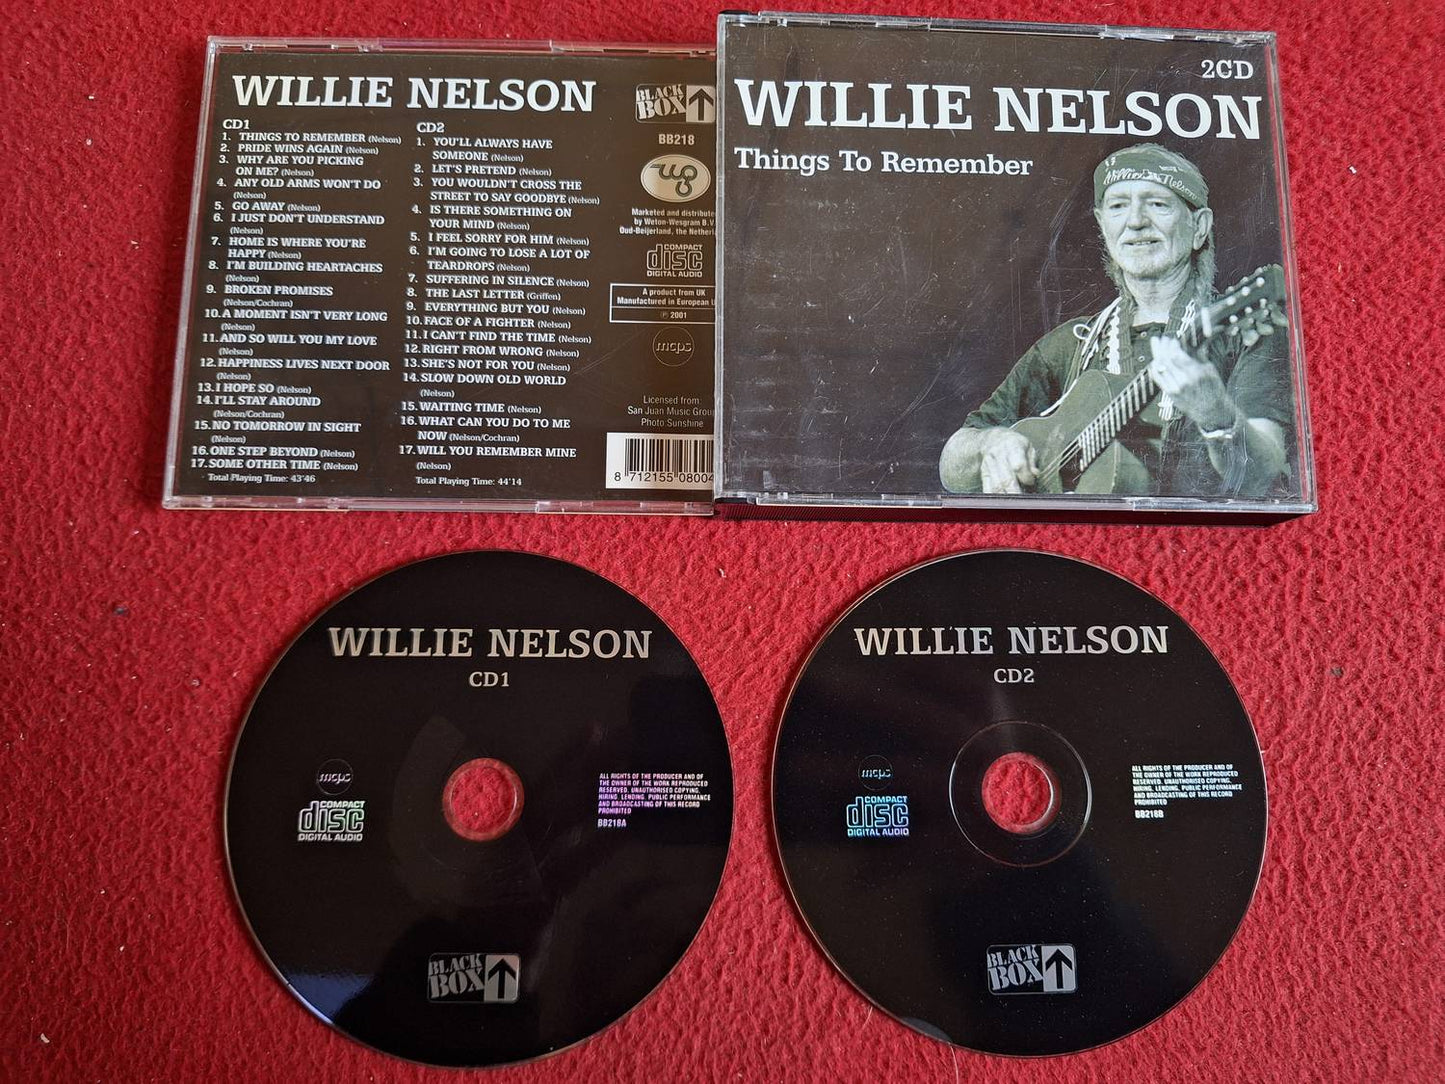 WILLIE NELSON
CD1
1. THINGS TO REMEMBER (Nelson)
2. PRIDE WINS AGAIN (Nelson)
3. WHY ARE YOU PICKING
ON ME? (Nelson)
4. ANY OLD ARMS WON'T DO
(Nelson)
5. GO AWAY (Nelson)
6. I JUST DON'T UNDERSTAND
(Nelson)
7. HOME IS WHERE YOU'RE
HAPPY (Nelson)
8. I'M BUILDING HEARTACHES
(Nelson)
9. BROKEN PROMISES
(Nelson/Cochran)
10. A MOMENT ISN'T VERY LONG
(Nelson)
11. AND SO WILL YOU MY LOVE
(Nelson)
12. HAPPINESS LIVES NEXT DOOR
(Nelson)
13. I HOPE SO (Nelson)
14. I'LL STAY AROUND
(Nelson/Cochran)
15. NO TOMORROW IN SIGHT
(Nelson)
16. ONE STEP BEYOND (Nelson)
17. SOME OTHER TIME (Nelson)
Total Playing Time: 43'46
CD2
1. YOU'LL ALWAYS HAVE
SOMEONE (Nelson)
2. LET'S PRETEND (Nelson)
3. YOU WOULDN'T CROSS THE
STREET TO SAY GOODBYE (Nelson)
4. IS THERE SOMETHING ON
YOUR MIND (Nelson)
5. I FEEL SORRY FOR HIM (Nelson)
6. I'M GOING TO LOSE A LOT OF
TEARDROPS (Nelson)
7. SUFFERING IN SILENCE (Nelson)
8. THE LAST LETTER (Griffen)
9. EVERYTHING BUT YOU (Nelson)
10. FACE OF A FIGHTER (Nelson)
11. I CAN'T FIND THE TIME (Nelson)
12. RIGHT FROM WRONG (Nelson)
13. SHE'S NOT FOR YOU (Nelson)
14. SLOW DOWN OLD WORLD
(Nelson)
15. WAITING TIME (Nelson)
16. WHAT CAN YOU DO TO ME
NOW (Nelson/Cochran)
17. WILL YOU REMEMBER MINE
(Nelson)
Total Playing Time: 44'14
BLACK
BOX
BB218
Marketed and distribute
by Weton-Wesgram B.V.
Oud-Beijerland, the Netherl
COMPACT
disc
DIGITAL AUDIO
A product from UK
Manufactured in European U
℗ 2001
mcps
Licensed from:
San Juan Music Grou
Photo Sunshine
8 712155 08004
2CD
WILLIE NELSON
Things To Remember
Willie Nelson
WILLIE NELSON
CD1
mcps
COMPACT
disc
DIGITAL AUDIO
ALL RIGHTS OF THE PRODUCER AND OF
THE OWNER OF THE WORK REPRODUCED
RESERVED. UNAUTHORISED COPYING,
HIRING, LENDING, PUBLIC PERFORMANCE
AND BROADCASTING OF THIS RECORD
PROHIBITED
BB218A
BLACK
BOX
WILLIE NELSON
CD2
mcps
COMPACT
disc
DIGITAL AUDIO
ALL RIGHTS OF THE PRODUCER AND OF
THE OWNER OF THE WORK REPRODUCED
RESERVED. UNAUTHORISED COPYING,
HIRING, LENDING, PUBLIC PERFORMANCE
AND BROADCASTING OF THIS RECORD
PROHIBITED
BB218B
BLACK
BOX